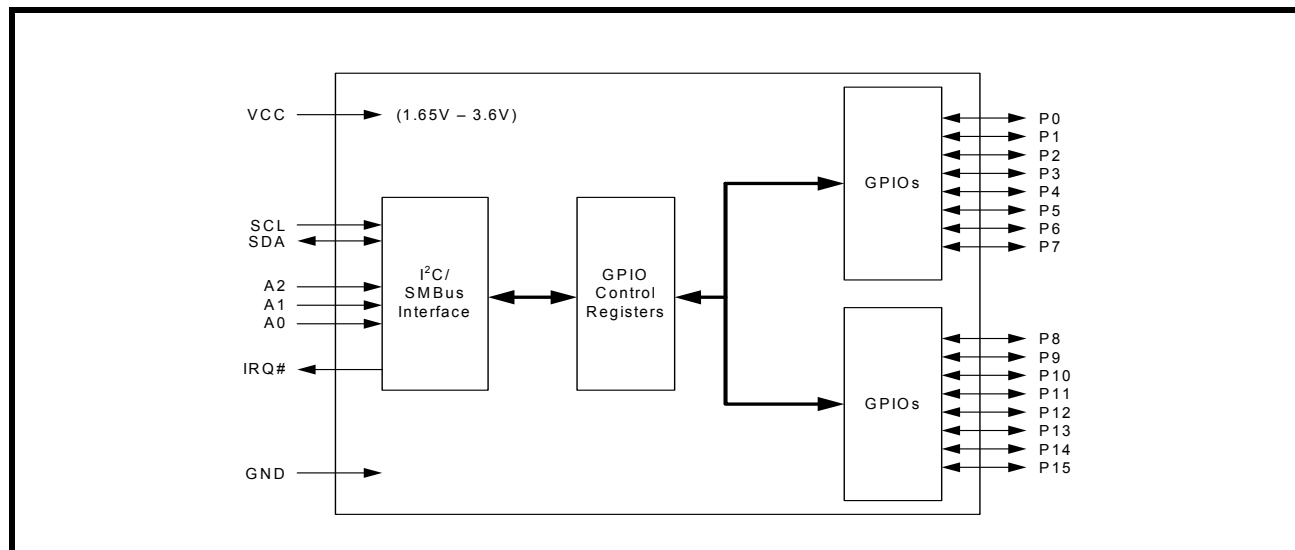 VCC
(1.65V – 3.6V)
SCL
SDA
A2
A1
A0
IRQ#
GND
I²C/
SMBus
Interface
GPIO
Control
Registers
GPIOs
P0
P1
P2
P3
P4
P5
P6
P7
GPIOs
P8
P9
P10
P11
P12
P13
P14
P15